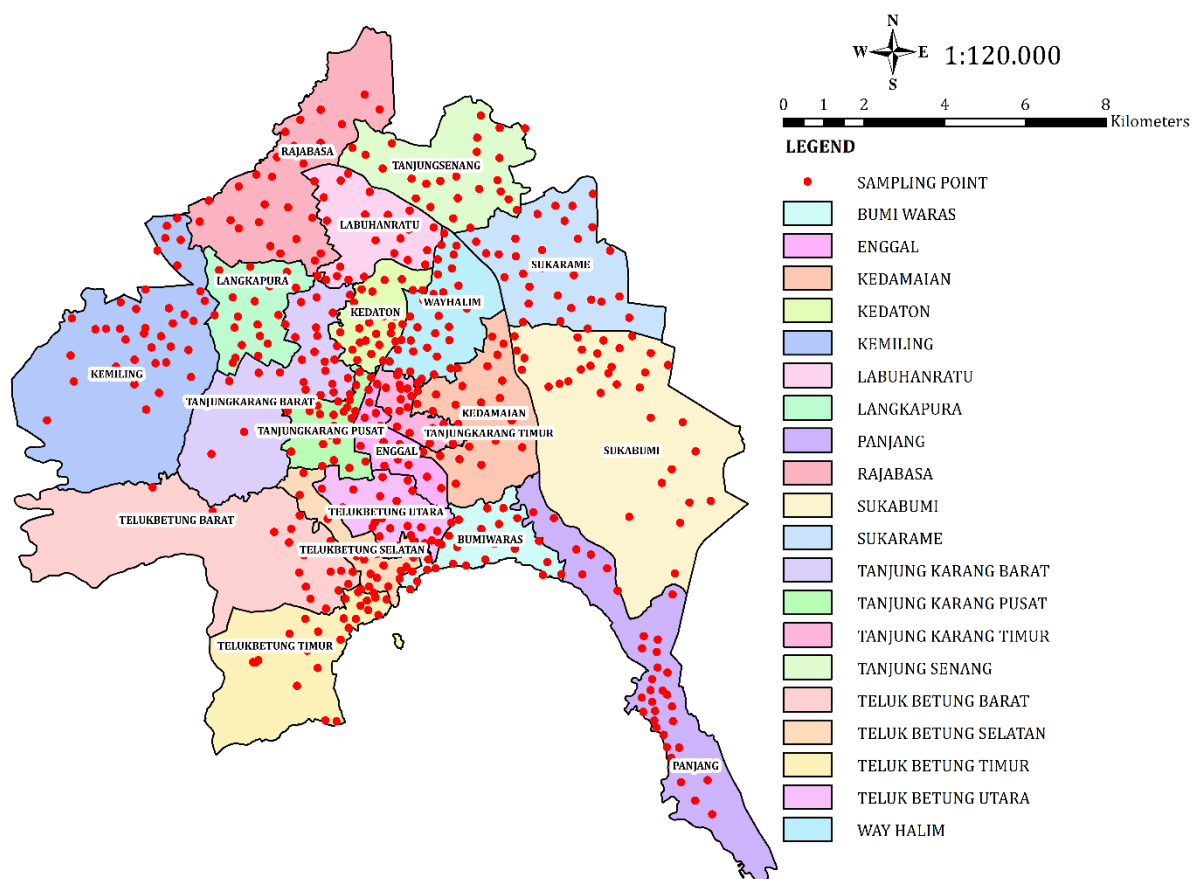 N
W E
S
1:120.000
0 1 2 4 6 8
Kilometers
LEGEND
SAMPLING POINT
BUMI WARAS
ENGGAL
KEDAMAIAN
KEDATON
KEMILING
LABUHANRATU
LANGKAPURA
PANJANG
RAJABASA
SUKABUMI
SUKARAME
TANJUNG KARANG BARAT
TANJUNG KARANG PUSAT
TANJUNG KARANG TIMUR
TANJUNG SENANG
TELUK BETUNG BARAT
TELUK BETUNG SELATAN
TELUK BETUNG TIMUR
TELUK BETUNG UTARA
WAY HALIM
RAJABASA
TANJUNGSENANG
LABUHANRATU
SUKARAME
LANGKAPURA
WAYHALIM
KEDATON
KEMILING
TANJUNGKARANG BARAT
KEDAMAIAN
TANJUNGKARANG PUSAT
TANJUNGKARANG TIMUR
ENGGAL
SUKABUMI
TELUKBETUNG UTARA
TELUKBETUNG BARAT
BUMIWARAS
TELUKBETUNG SELATAN
TELUKBETUNG TIMUR
PANJANG